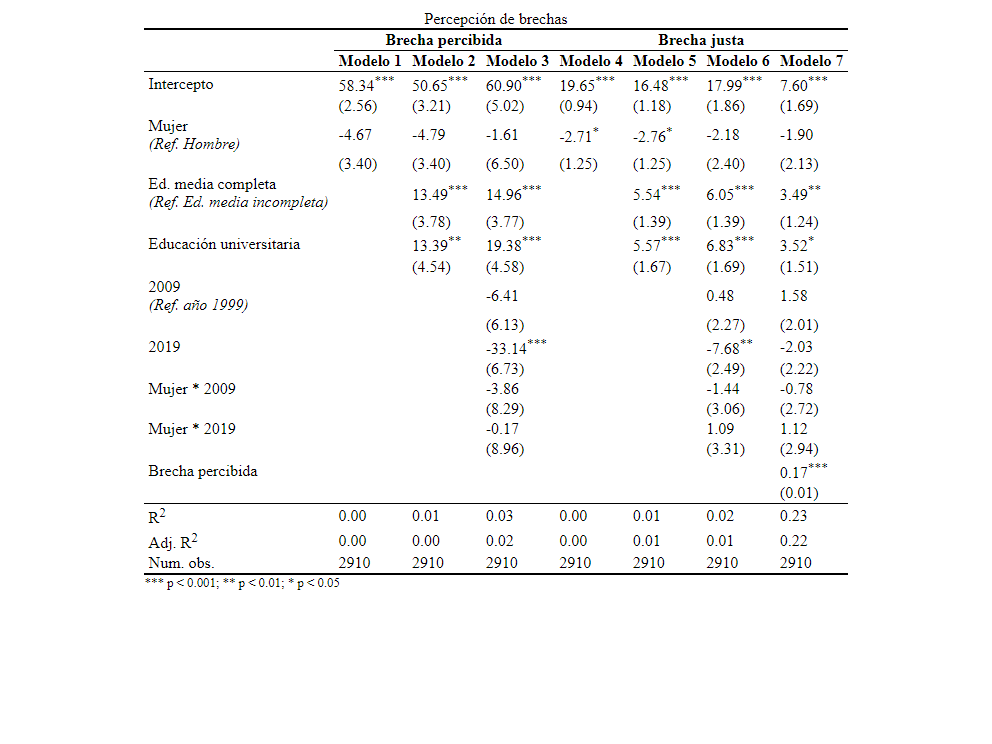 Percepción de brechas
Brecha percibida Brecha justa
Modelo 1 Modelo 2 Modelo 3 Modelo 4 Modelo 5 Modelo 6 Modelo 7
Intercepto 58.34*** 50.65*** 60.90*** 19.65*** 16.48*** 17.99*** 7.60***
(2.56) (3.21) (5.02) (0.94) (1.18) (1.86) (1.69)
Mujer
(Ref. Hombre) -4.67 -4.79 -1.61 -2.71* -2.76* -2.18 -1.90
(3.40) (3.40) (6.50) (1.25) (1.25) (2.40) (2.13)
Ed. media completa
(Ref. Ed. media incompleta) 13.49*** 14.96*** 5.54*** 6.05*** 3.49**
(3.78) (3.77) (1.39) (1.39) (1.24)
Educación universitaria 13.39** 19.38*** 5.57*** 6.83*** 3.52*
(4.54) (4.58) (1.67) (1.69) (1.51)
2009
(Ref. año 1999) -6.41 0.48 1.58
(6.13) (2.27) (2.01)
2019 -33.14*** -7.68** -2.03
(6.73) (2.49) (2.22)
Mujer * 2009 -3.86 -1.44 -0.78
(8.29) (3.06) (2.72)
Mujer * 2019 -0.17 1.09 1.12
(8.96) (3.31) (2.94)
Brecha percibida 0.17***
(0.01)
R2 0.00 0.01 0.03 0.00 0.01 0.02 0.23
Adj. R2 0.00 0.00 0.02 0.00 0.01 0.01 0.22
Num. obs. 2910 2910 2910 2910 2910 2910 2910
*** p < 0.001; ** p < 0.01; * p < 0.05